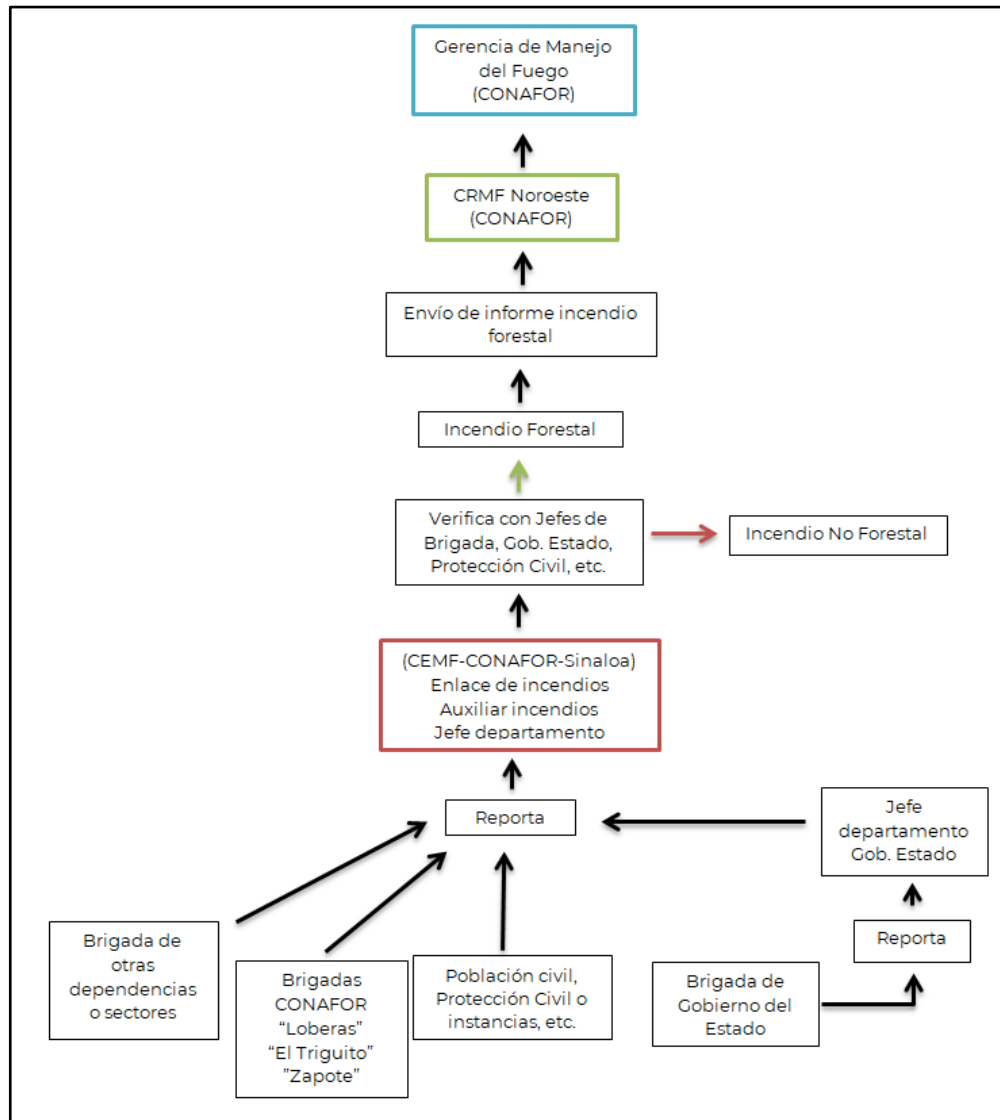 Gerencia de Manejo
del Fuego
(CONAFOR)
CRMF Noroeste
(CONAFOR)
Envío de informe incendio
forestal
Incendio Forestal
Verifica con Jefes de
Brigada, Gob. Estado,
Protección Civil, etc.
Incendio No Forestal
(CEMF-CONAFOR-Sinaloa)
Enlace de incendios
Auxiliar incendios
Jefe departamento
Reporta
Jefe
departamento
Gob. Estado
Reporta
Brigada de
otras
dependencias
o sectores
Brigadas
CONAFOR
“Loberas”
“El Triguito”
”Zapote”
Población civil,
Protección Civil o
instancias, etc.
Brigada de
Gobierno del
Estado